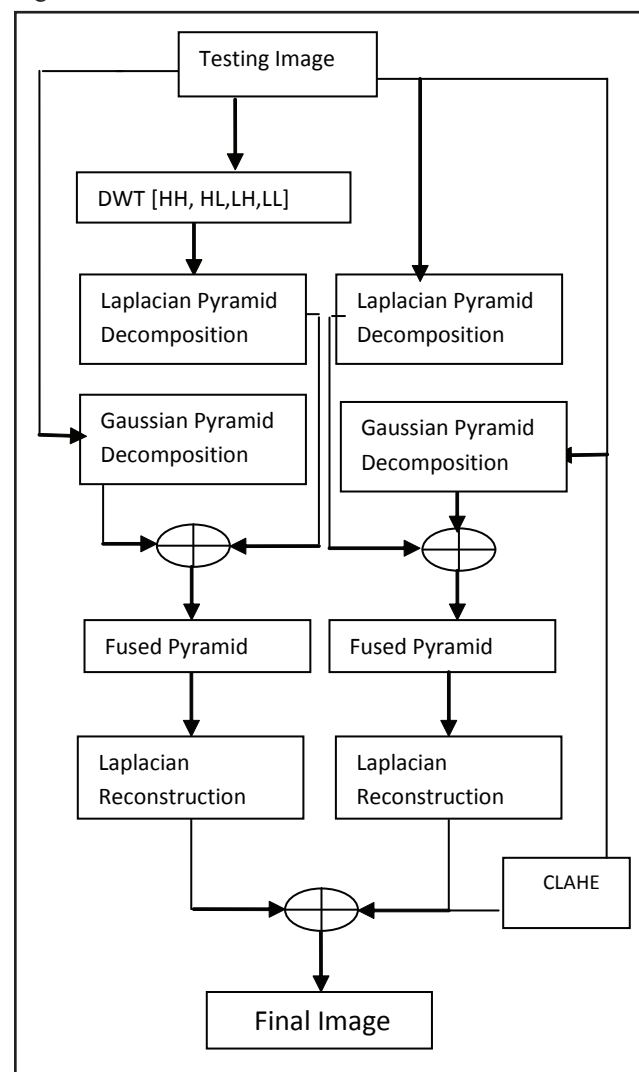 Testing Image
DWT [HH, HL,LH,LL]
Laplacian Pyramid
Decomposition
Laplacian Pyramid
Decomposition
Gaussian Pyramid
Decomposition
Gaussian Pyramid
Decomposition
Fused Pyramid
Fused Pyramid
Laplacian
Reconstruction
Laplacian
Reconstruction
CLAHE
Final Image